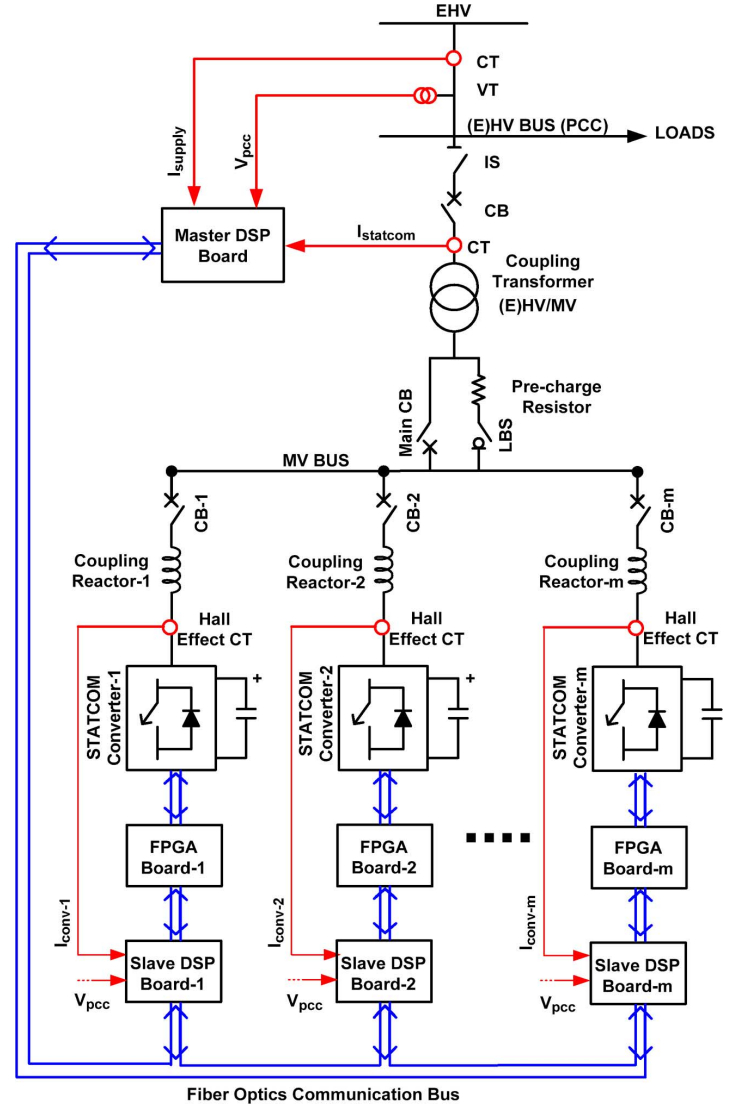 EHV
CT
VT
(E)HV BUS (PCC)
LOADS
Isupply
Vpcc
IS
CB
Master DSP
Board
Istatcom
CT
Coupling
Transformer
(E)HV/MV
Pre-charge
Resistor
Main CB
LBS
MV BUS
CB-1
CB-2
CB-m
Coupling
Reactor-1
Coupling
Reactor-2
Coupling
Reactor-m
Hall
Effect CT
Hall
Effect CT
Hall
Effect CT
STATCOM
Converter-1
+
STATCOM
Converter-2
+
STATCOM
Converter-m
FPGA
Board-1
FPGA
Board-2
FPGA
Board-m
Iconv-1
Iconv-2
Iconv-m
Slave DSP
Board-1
Slave DSP
Board-2
Slave DSP
Board-m
Vpcc
Vpcc
Vpcc
Fiber Optics Communication Bus